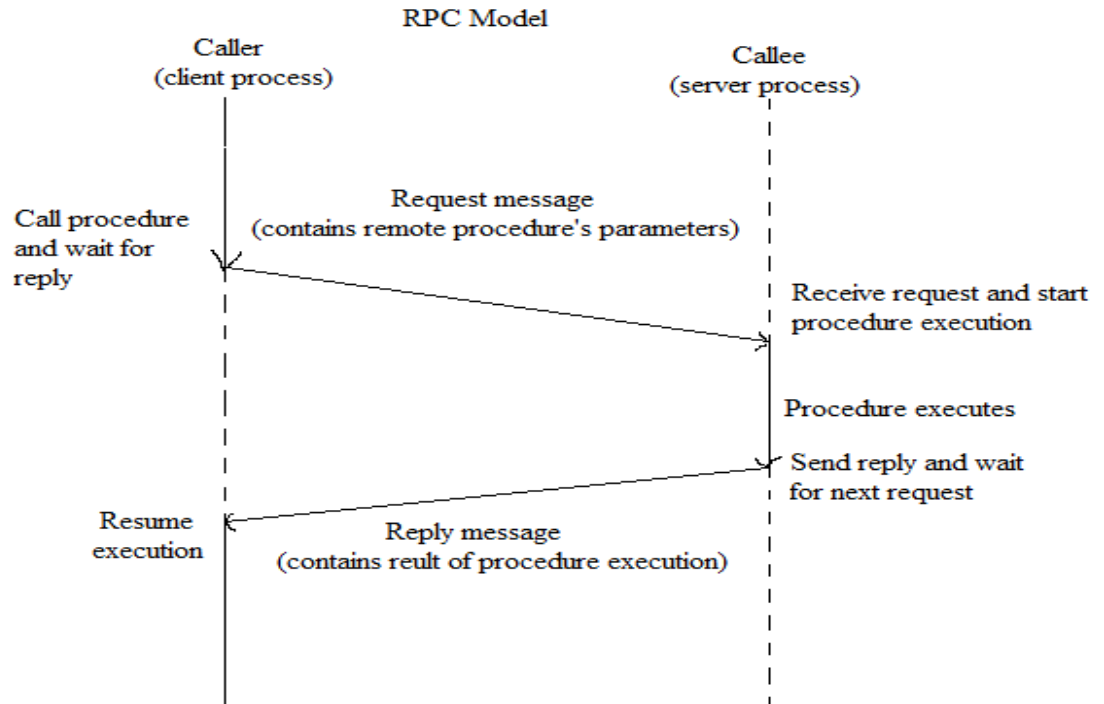 RPC Model
Caller
(client process)
Callee
(server process)
Request message
(contains remote procedure's parameters)
Call procedure
and wait for
reply
Receive request and start
procedure execution
Procedure executes
Send reply and wait
for next request
Resume
execution
Reply message
(contains reult of procedure execution)